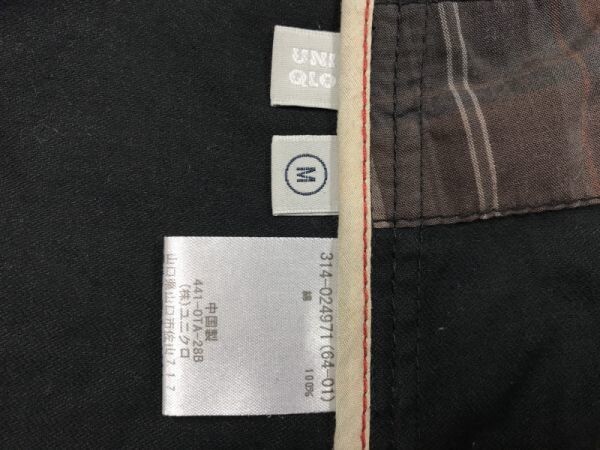 UNI
QLO
M
314-024971(64-01)
綿 100%
中国製
441-0TA-28B
(株)ユニクロ
山口県山口市佐山717